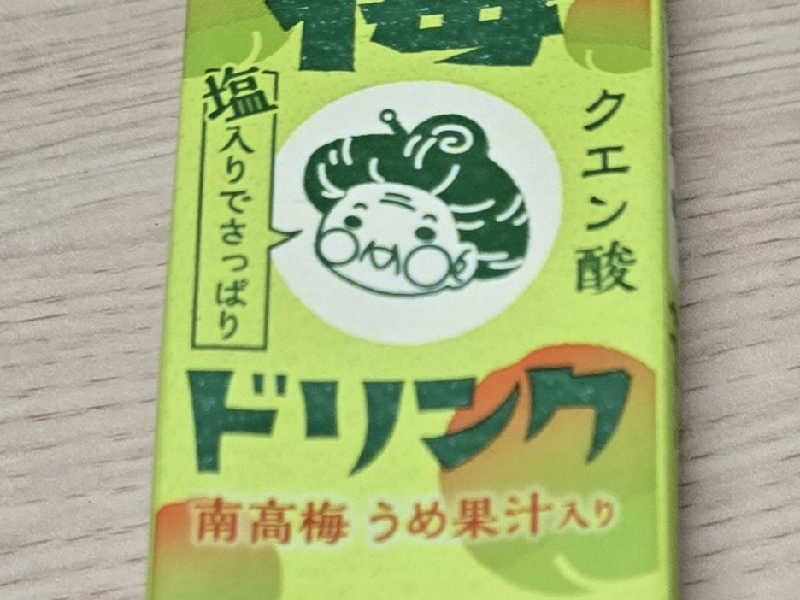 梅
塩入りでさっぱり
クエン酸
ドリンク
南高梅 うめ果汁入り